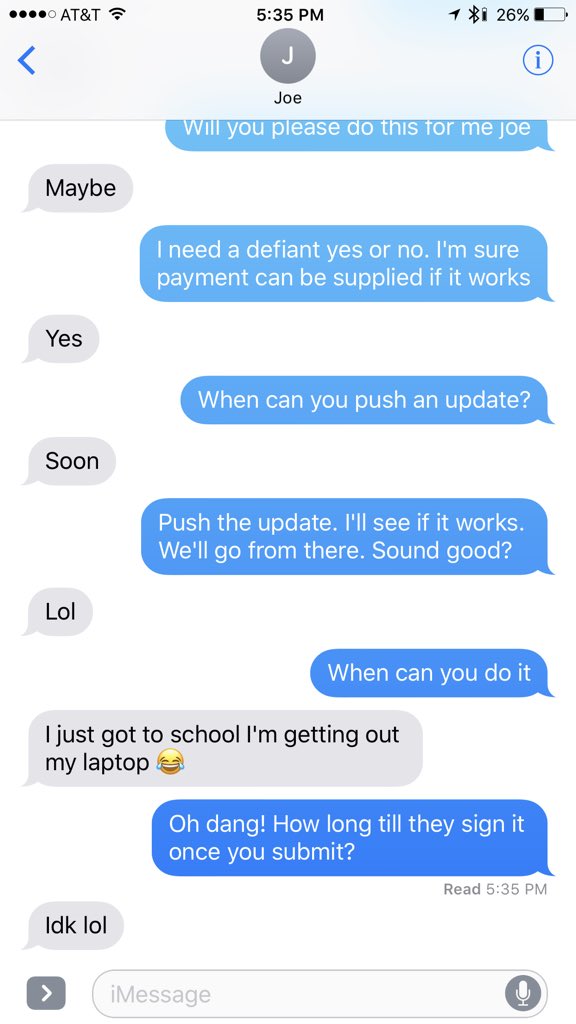 AT&T 5:35 PM 26%
J
Joe
Will you please do this for me joe
Maybe
I need a defiant yes or no. I'm sure
payment can be supplied if it works
Yes
When can you push an update?
Soon
Push the update. I'll see if it works.
We'll go from there. Sound good?
Lol
When can you do it
I just got to school I'm getting out
my laptop 😂
Oh dang! How long till they sign it
once you submit?
Read 5:35 PM
Idk lol
iMessage